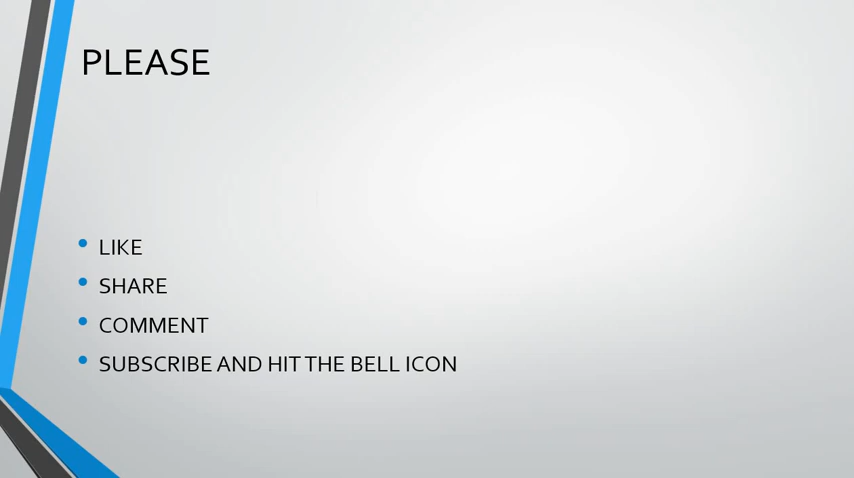 PLEASE
LIKE
SHARE
COMMENT
SUBSCRIBE AND HIT THE BELL ICON